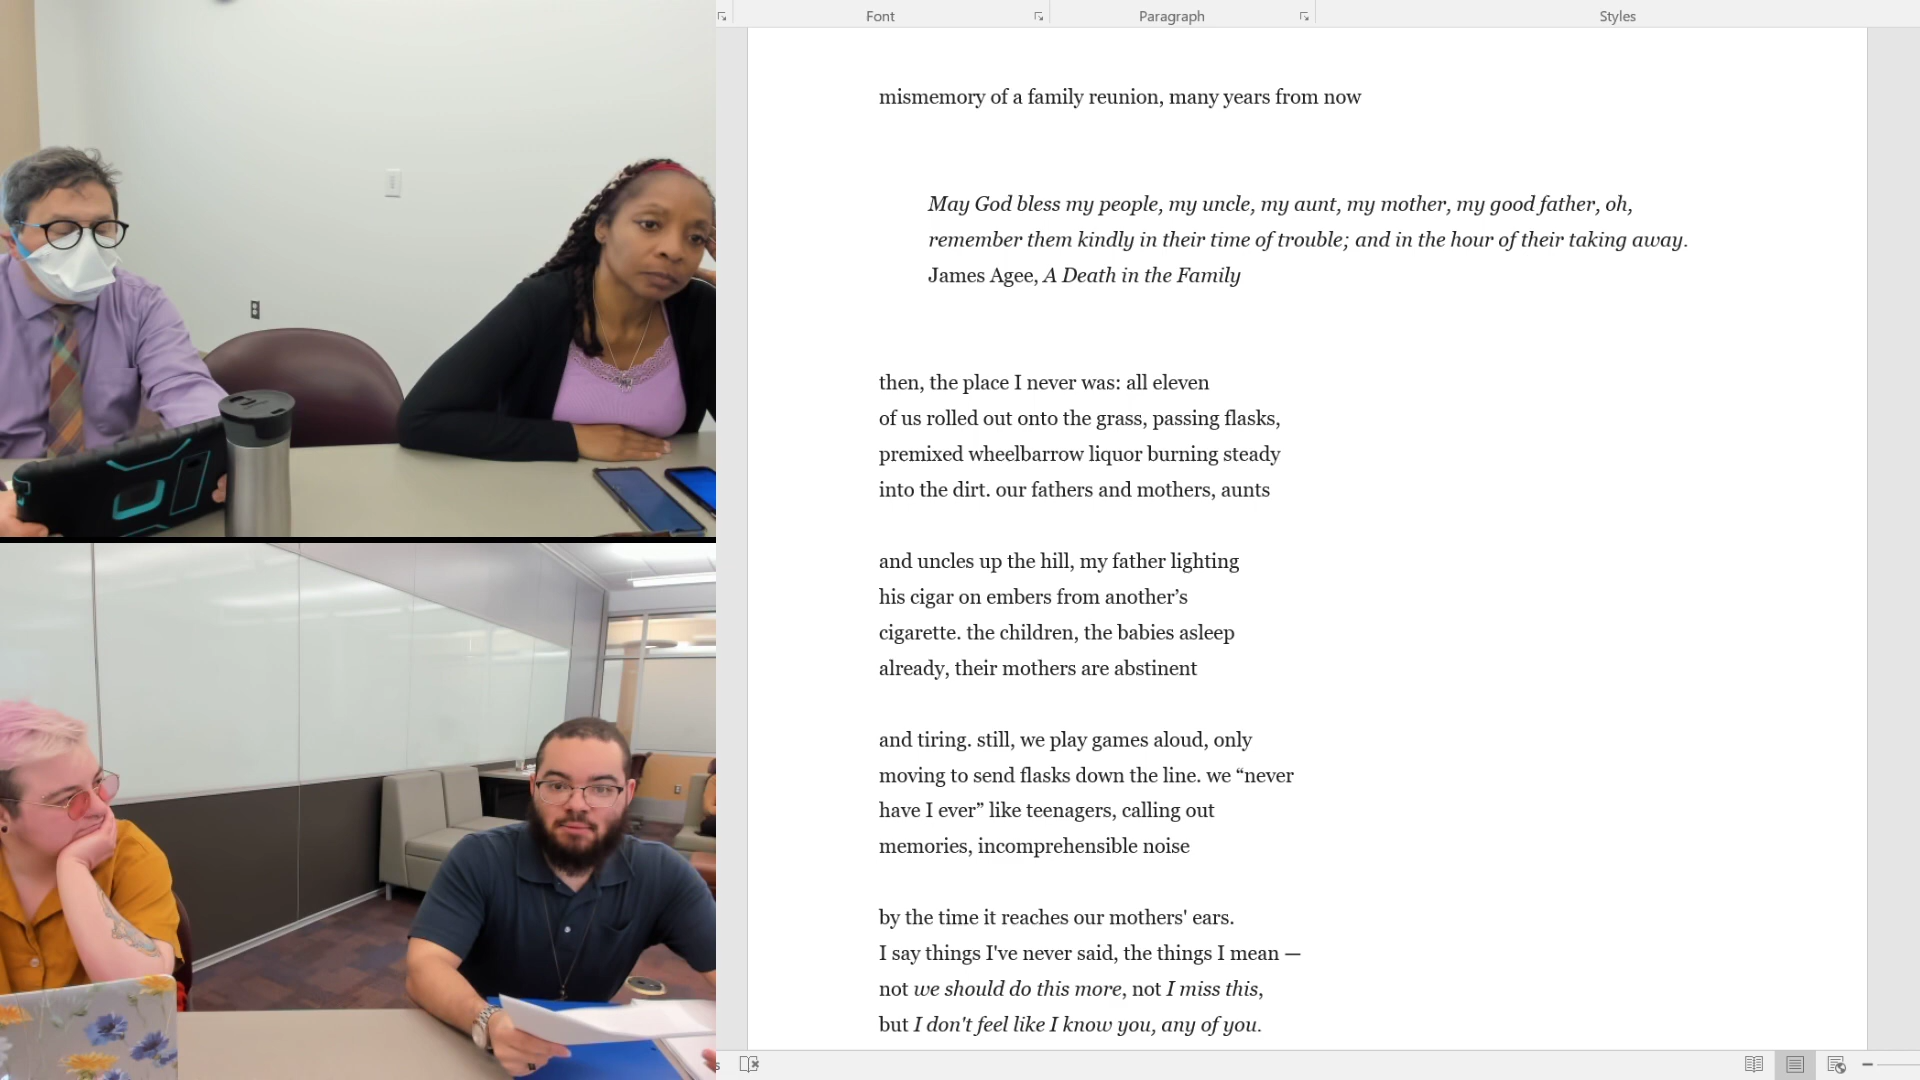 Font Paragraph Styles
mismemory of a family reunion, many years from now
May God bless my people, my uncle, my aunt, my mother, my good father, oh,
remember them kindly in their time of trouble; and in the hour of their taking away.
James Agee, A Death in the Family
then, the place I never was: all eleven
of us rolled out onto the grass, passing flasks,
premixed wheelbarrow liquor burning steady
into the dirt. our fathers and mothers, aunts
and uncles up the hill, my father lighting
his cigar on embers from another’s
cigarette. the children, the babies asleep
already, their mothers are abstinent
and tiring. still, we play games aloud, only
moving to send flasks down the line. we “never
have I ever” like teenagers, calling out
memories, incomprehensible noise
by the time it reaches our mothers' ears.
I say things I've never said, the things I mean —
not we should do this more, not I miss this,
but I don't feel like I know you, any of you.